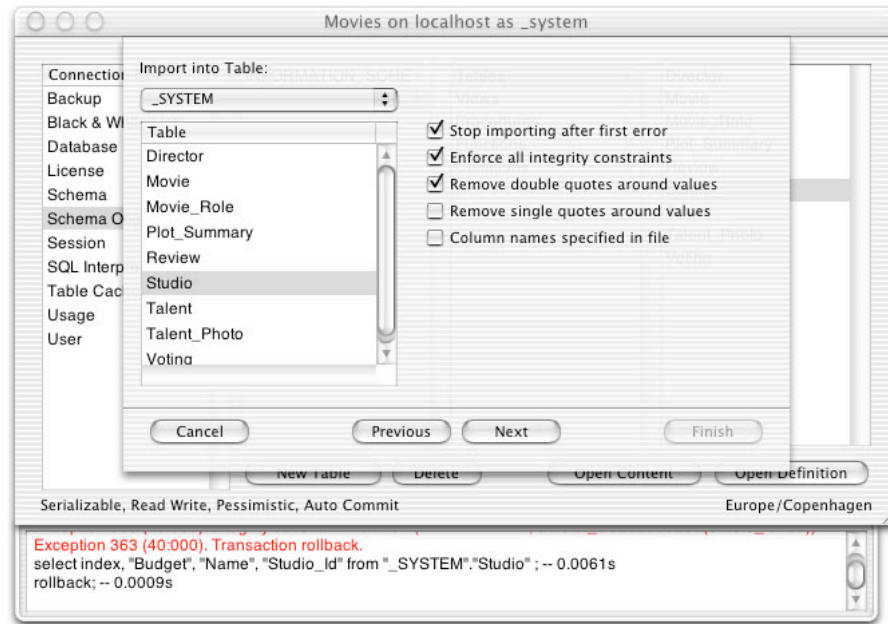 Movies on localhost as _system
Import into Table:
_SYSTEM
Table
Director
Movie
Movie_Role
Plot_Summary
Review
Studio
Talent
Talent_Photo
Voting
Stop importing after first error
Enforce all integrity constraints
Remove double quotes around values
Remove single quotes around values
Column names specified in file
Connection
Backup
Black & Wh
Database
License
Schema
Schema O
Session
SQL Interp
Table Cac
Usage
User
Cancel
Previous
Next
Finish
New Table
Delete
Open Content
Open Definition
Serializable, Read Write, Pessimistic, Auto Commit
Europe/Copenhagen
Exception 363 (40:000). Transaction rollback.
select index, "Budget", "Name", "Studio_Id" from "_SYSTEM"."Studio" ; -- 0.0061s
rollback; -- 0.0009s